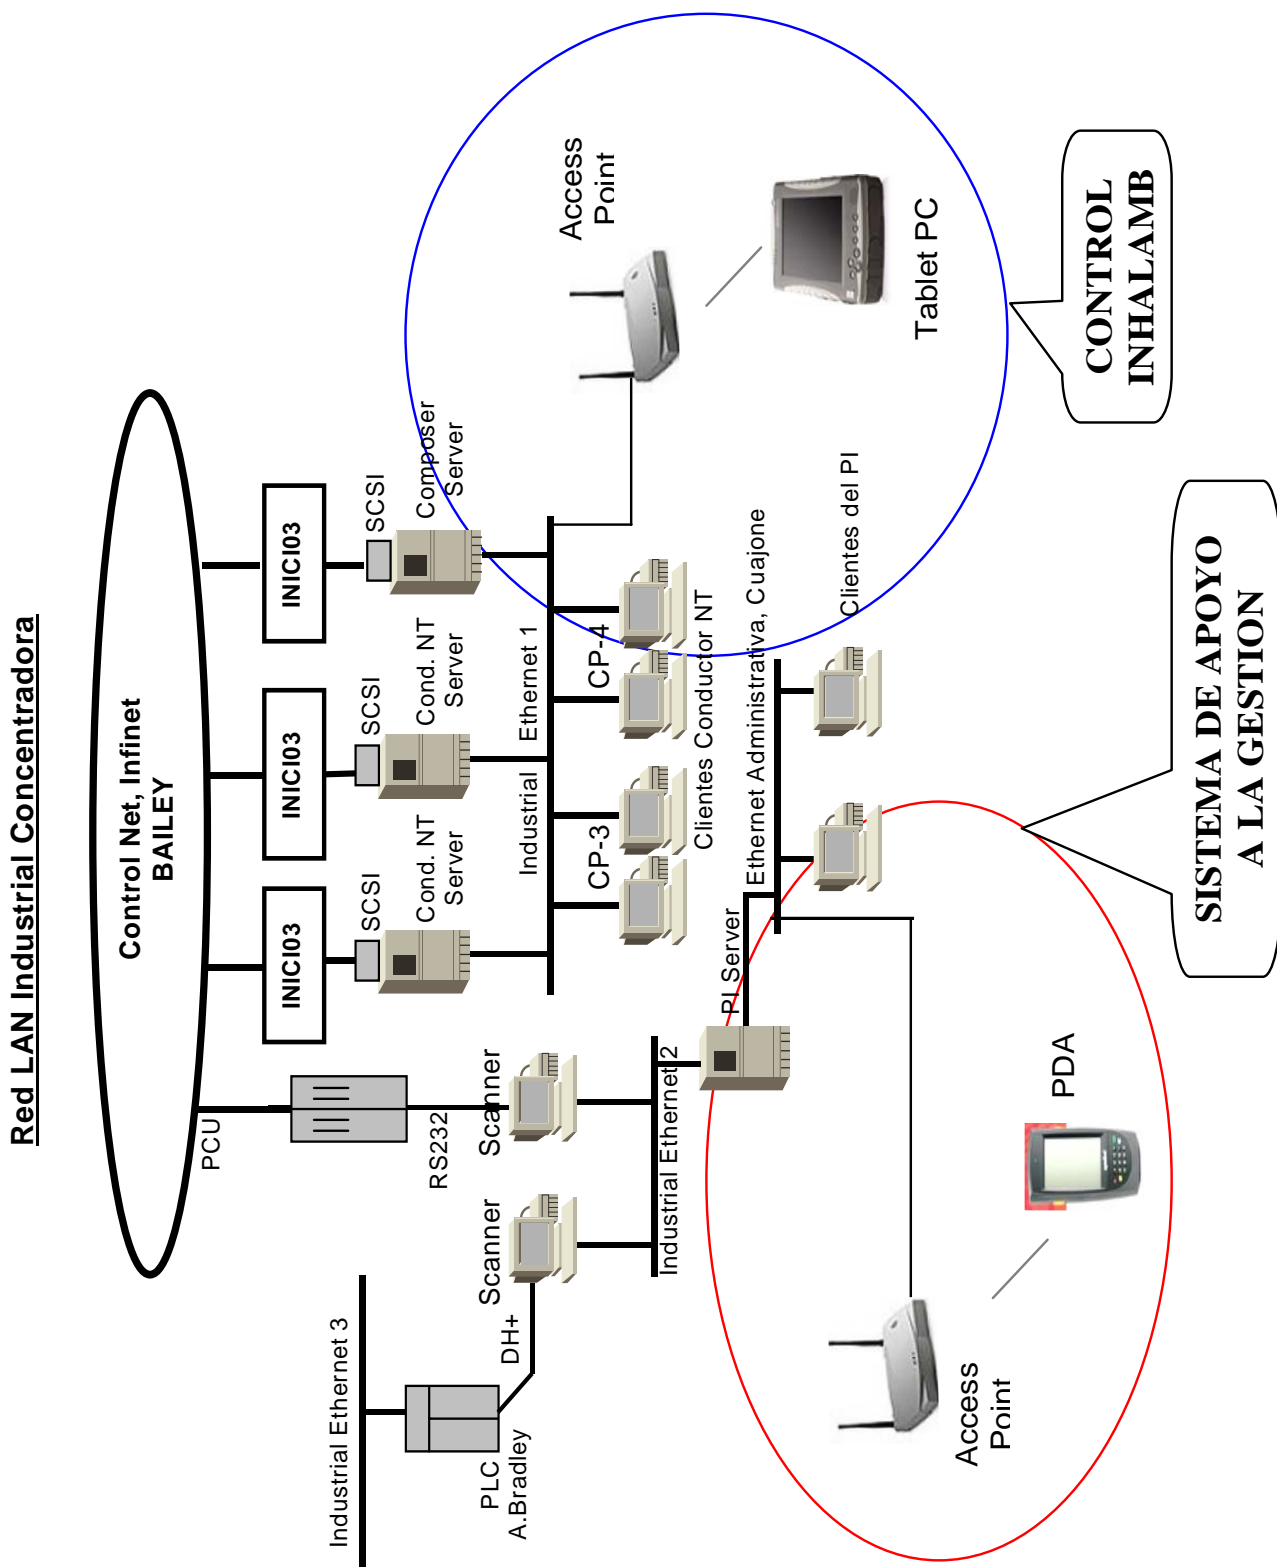 Red LAN Industrial Concentradora
Control Net, Infinet
BAILEY
PCU
INICI03
INICI03
INICI03
SCSI
SCSI
SCSI
Cond. NT
Server
Cond. NT
Server
Composer
Server
RS232
Industrial Ethernet 3
PLC
A.Bradley
DH+
Scanner
Scanner
Industrial Ethernet 1
CP-3
CP-4
Clientes Conductor NT
Access
Point
Tablet PC
CONTROL
INHALAMB
Industrial Ethernet 2
PI Server
Ethernet Administrativa, Cuajone
Clientes del PI
Access
Point
PDA
SISTEMA DE APOYO
A LA GESTION